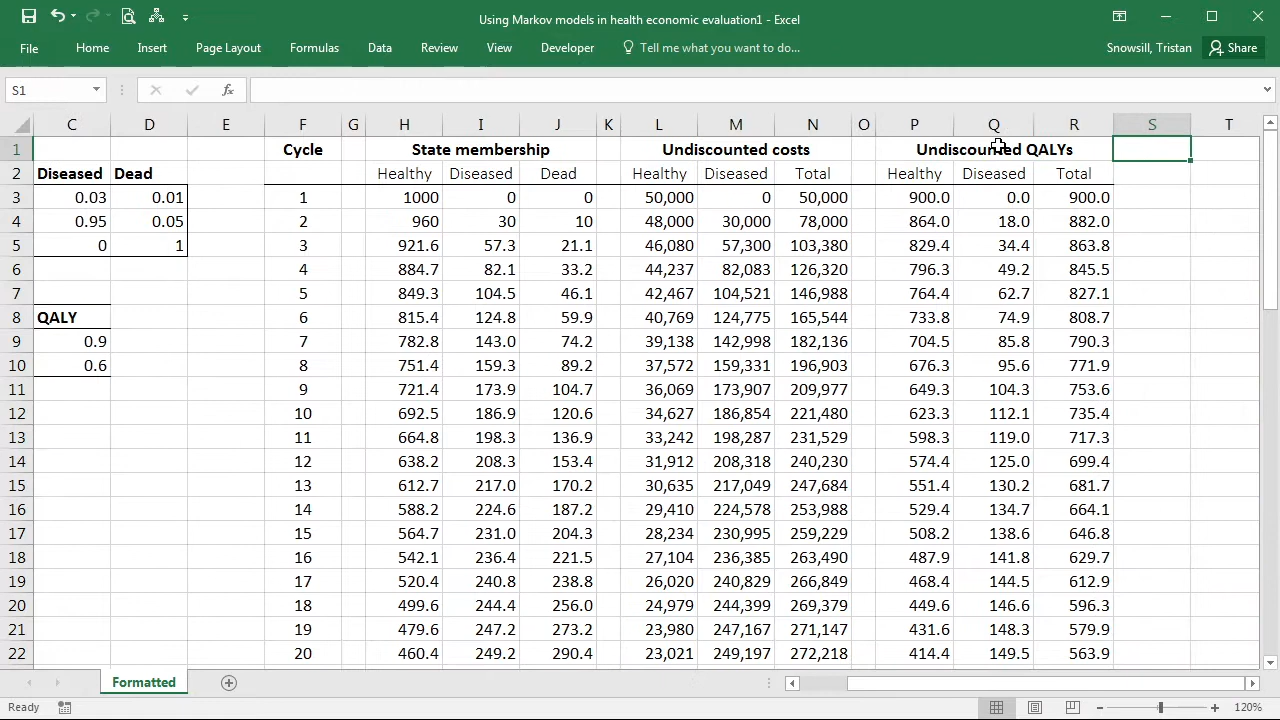 Using Markov models in health economic evaluation1 - Excel
File Home Insert Page Layout Formulas Data Review View Developer Tell me what you want to do... Snowsill, Tristan Share
S1 fx
C D E F G H I J K L M N O P Q R S T
1 Cycle State membership Undiscounted costs Undiscounted QALYs
2 Diseased Dead Healthy Diseased Dead Healthy Diseased Total Healthy Diseased Total
3 0.03 0.01 1 1000 0 0 50,000 0 50,000 900.0 0.0 900.0
4 0.95 0.05 2 960 30 10 48,000 30,000 78,000 864.0 18.0 882.0
5 0 1 3 921.6 57.3 21.1 46,080 57,300 103,380 829.4 34.4 863.8
6 4 884.7 82.1 33.2 44,237 82,083 126,320 796.3 49.2 845.5
7 5 849.3 104.5 46.1 42,467 104,521 146,988 764.4 62.7 827.1
8 QALY 6 815.4 124.8 59.9 40,769 124,775 165,544 733.8 74.9 808.7
9 0.9 7 782.8 143.0 74.2 39,138 142,998 182,136 704.5 85.8 790.3
10 0.6 8 751.4 159.3 89.2 37,572 159,331 196,903 676.3 95.6 771.9
11 9 721.4 173.9 104.7 36,069 173,907 209,977 649.3 104.3 753.6
12 10 692.5 186.9 120.6 34,627 186,854 221,480 623.3 112.1 735.4
13 11 664.8 198.3 136.9 33,242 198,287 231,529 598.3 119.0 717.3
14 12 638.2 208.3 153.4 31,912 208,318 240,230 574.4 125.0 699.4
15 13 612.7 217.0 170.2 30,635 217,049 247,684 551.4 130.2 681.7
16 14 588.2 224.6 187.2 29,410 224,578 253,988 529.4 134.7 664.1
17 15 564.7 231.0 204.3 28,234 230,995 259,229 508.2 138.6 646.8
18 16 542.1 236.4 221.5 27,104 236,385 263,490 487.9 141.8 629.7
19 17 520.4 240.8 238.8 26,020 240,829 266,849 468.4 144.5 612.9
20 18 499.6 244.4 256.0 24,979 244,399 269,379 449.6 146.6 596.3
21 19 479.6 247.2 273.2 23,980 247,167 271,147 431.6 148.3 579.9
22 20 460.4 249.2 290.4 23,021 249,197 272,218 414.4 149.5 563.9
Formatted
Ready 120%